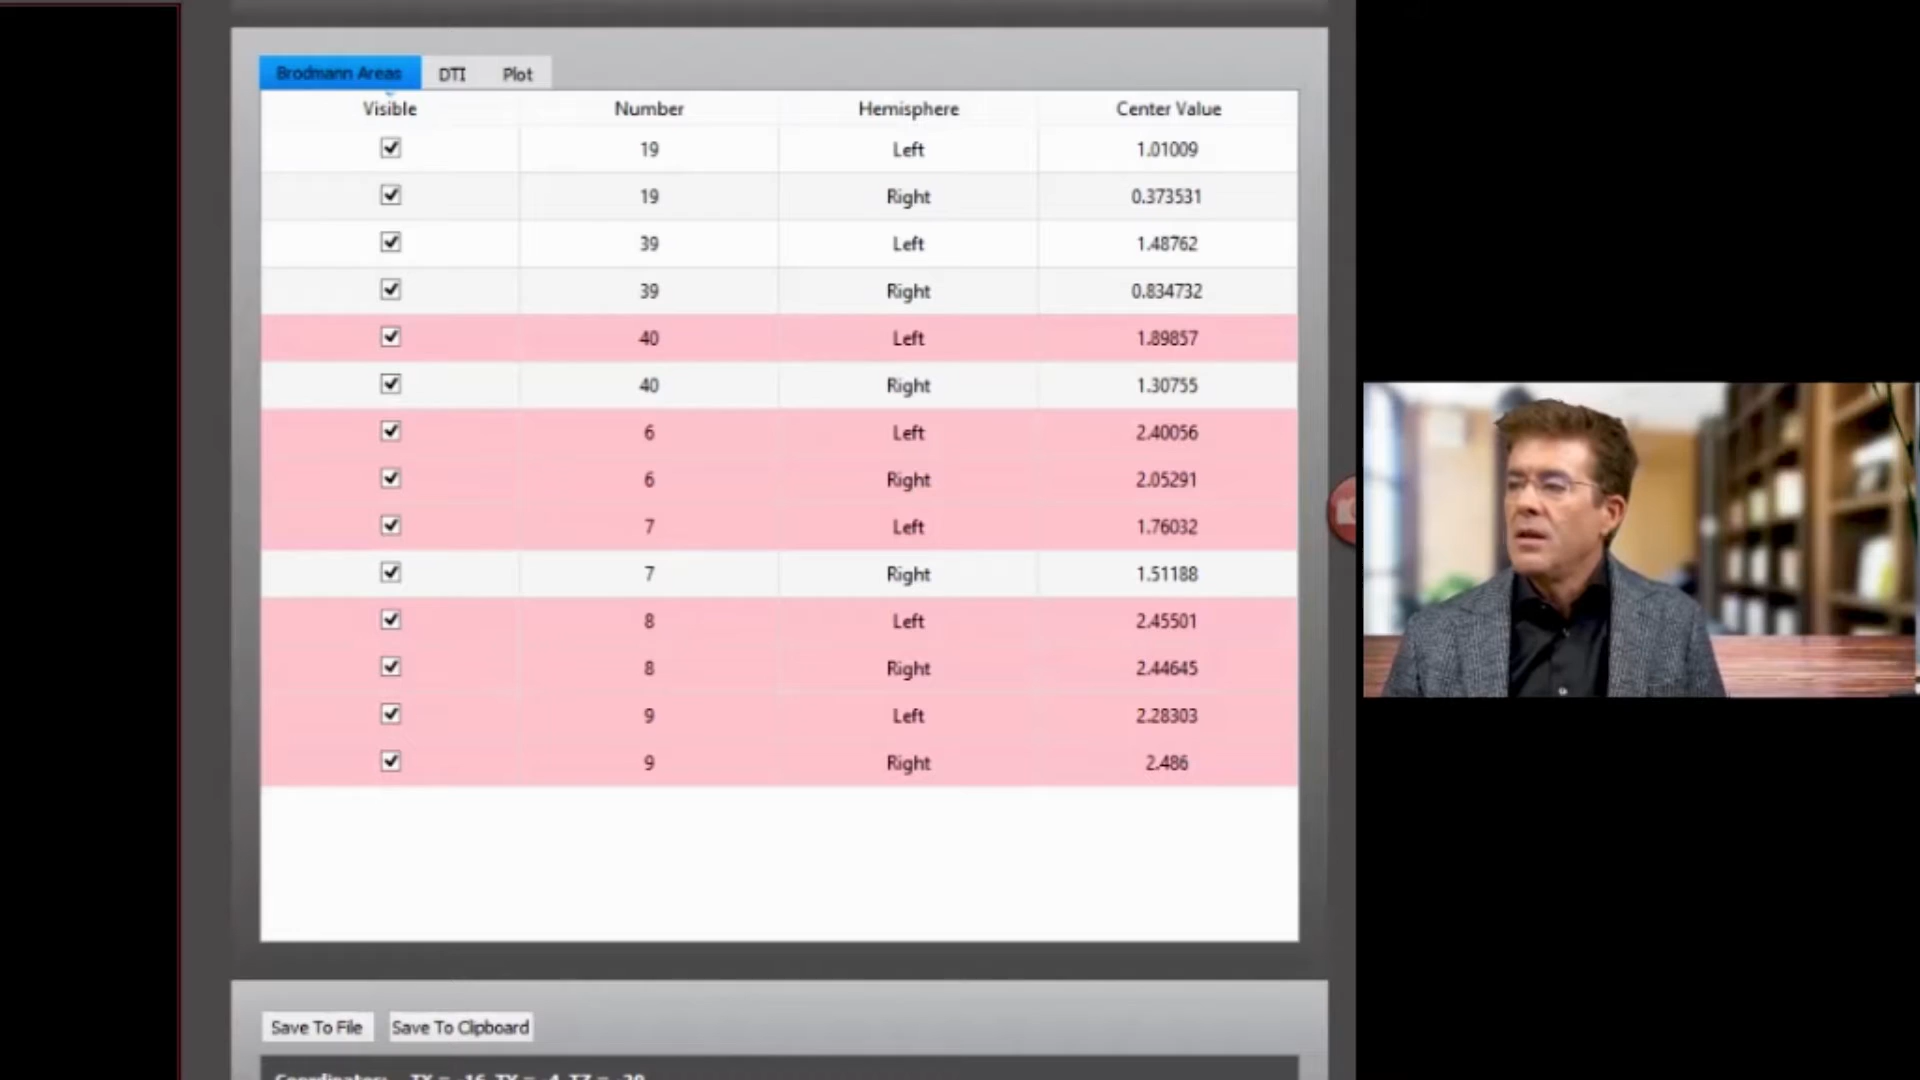 Brodmann Areas DTI Plot
Visible Number Hemisphere Center Value
19 Left 1.01009
19 Right 0.373531
39 Left 1.48762
39 Right 0.834732
40 Left 1.89857
40 Right 1.30755
6 Left 2.40056
6 Right 2.05291
7 Left 1.76032
7 Right 1.51188
8 Left 2.45501
8 Right 2.44645
9 Left 2.28303
9 Right 2.486
Save To File Save To Clipboard